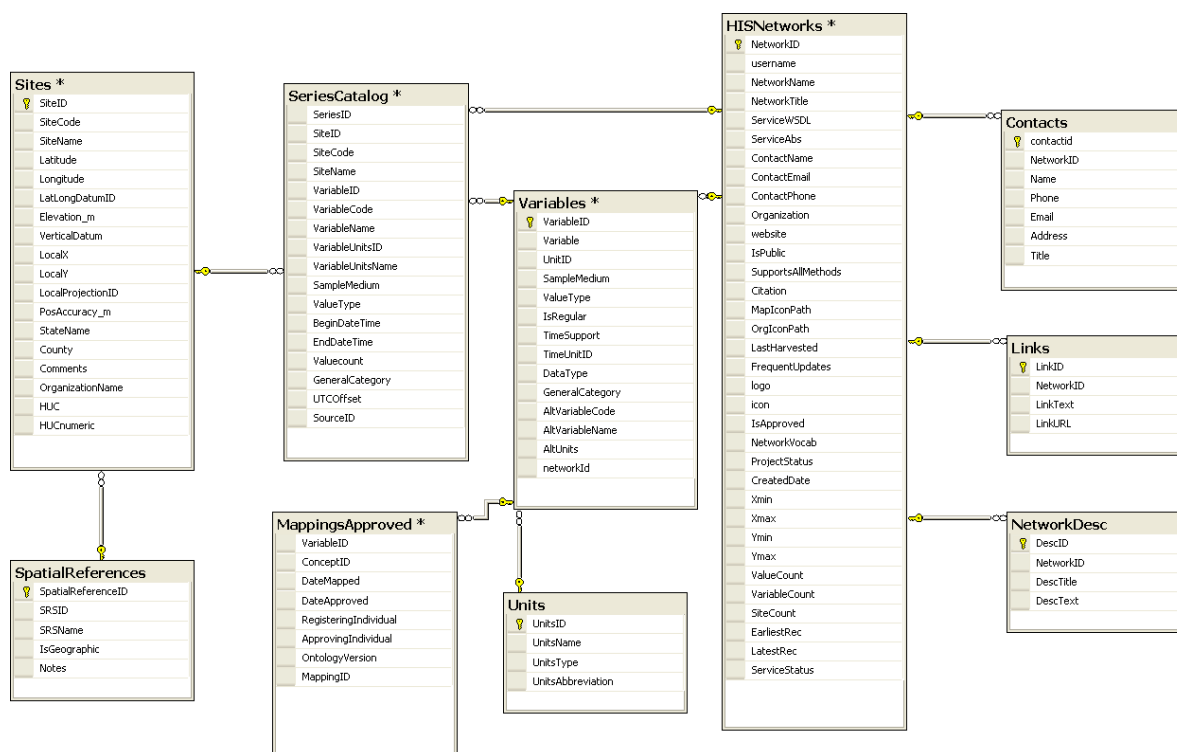 Sites *
SiteID
SiteCode
SiteName
Latitude
Longitude
LatLongDatumID
Elevation_m
VerticalDatum
LocalX
LocalY
LocalProjectionID
PosAccuracy_m
StateName
County
Comments
OrganizationName
HUC
HUCnumeric
SpatialReferences
SpatialReferenceID
SRSID
SRSName
IsGeographic
Notes
SeriesCatalog *
SeriesID
SiteID
SiteCode
SiteName
VariableID
VariableCode
VariableName
VariableUnitsID
VariableUnitsName
SampleMedium
ValueType
BeginDateTime
EndDateTime
Valuecount
GeneralCategory
UTCOffset
SourceID
MappingsApproved *
VariableID
ConceptID
DateMapped
DateApproved
RegisteringIndividual
ApprovingIndividual
OntologyVersion
MappingID
Variables *
VariableID
Variable
UnitID
SampleMedium
ValueType
IsRegular
TimeSupport
TimeUnitID
DataType
GeneralCategory
AltVariableCode
AltVariableName
AltUnits
networkId
Units
UnitsID
UnitsName
UnitsType
UnitsAbbreviation
HISNetworks *
NetworkID
username
NetworkName
NetworkTitle
ServiceWSDL
ServiceAbs
ContactName
ContactEmail
ContactPhone
Organization
website
IsPublic
SupportsAllMethods
Citation
MapIconPath
OrgIconPath
LastHarvested
FrequentUpdates
logo
icon
IsApproved
NetworkVocab
ProjectStatus
CreatedDate
Xmin
Xmax
Ymin
Ymax
ValueCount
VariableCount
SiteCount
EarliestRec
LatestRec
ServiceStatus
Contacts
contactid
NetworkID
Name
Phone
Email
Address
Title
Links
LinkID
NetworkID
LinkText
LinkURL
NetworkDesc
DescID
NetworkID
DescTitle
DescText